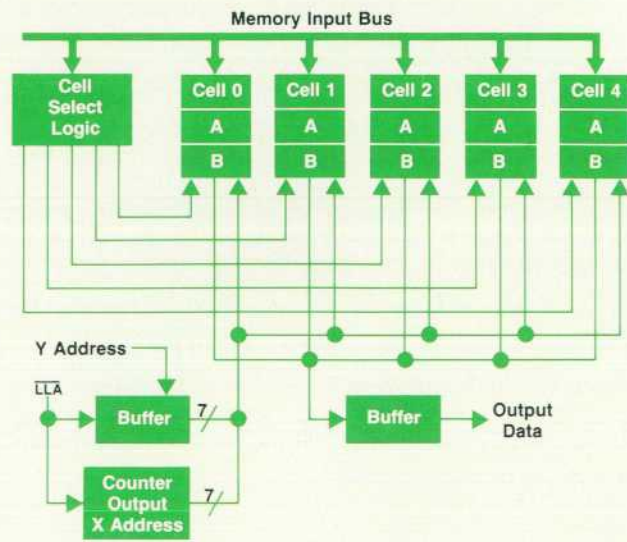 Memory Input Bus
Cell
Select
Logic
Cell 0
A
B
Cell 1
A
B
Cell 2
A
B
Cell 3
A
B
Cell 4
A
B
Y Address
LLA
Buffer
7
Counter
Output
X Address
7
Buffer
Output
Data